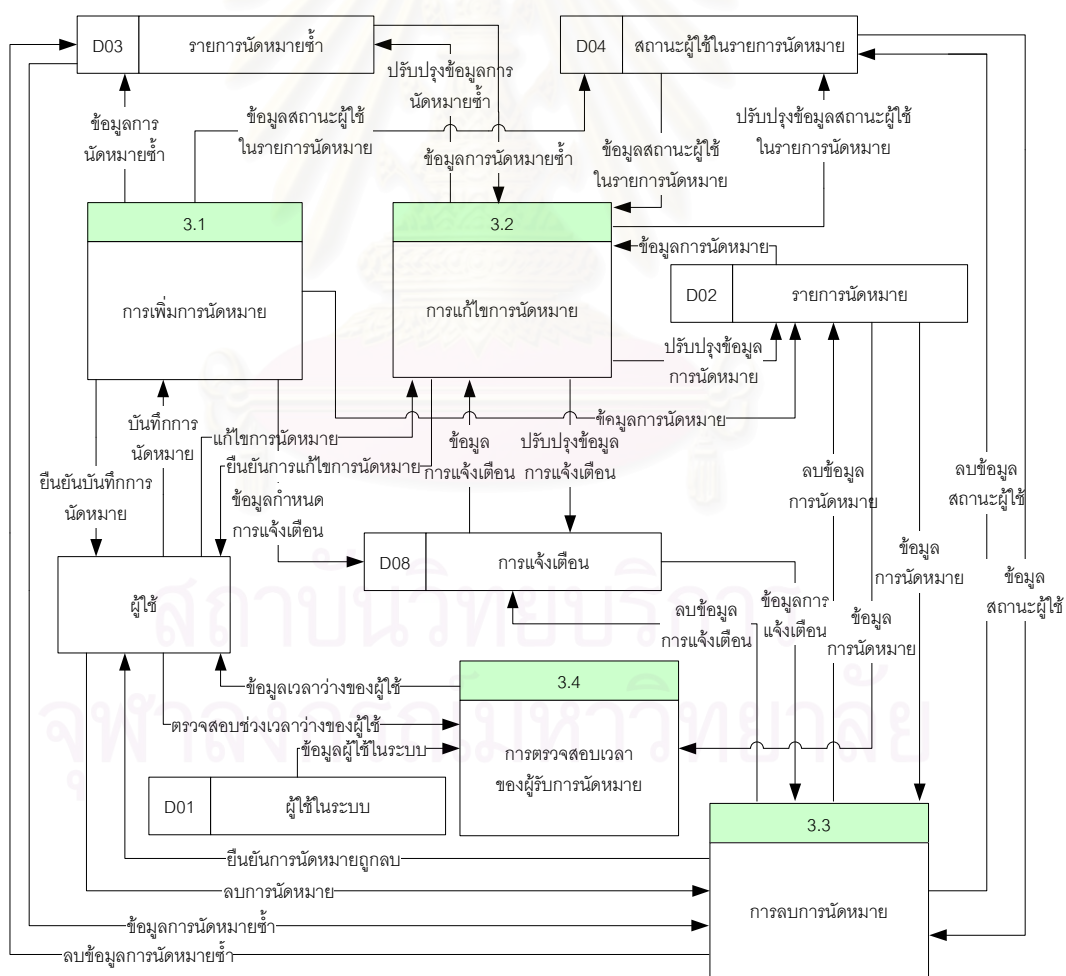 D03
รายการนัดหมายซ้ำ
D04
สถานะผู้ใช้ในรายการนัดหมาย
ปรับปรุงข้อมูลการ
นัดหมายซ้ำ
ข้อมูลการ
นัดหมายซ้ำ
ข้อมูลสถานะผู้ใช้
ในรายการนัดหมาย
ข้อมูลการนัดหมายซ้ำ
ข้อมูลสถานะผู้ใช้
ในรายการนัดหมาย
ปรับปรุงข้อมูลสถานะผู้ใช้
ในรายการนัดหมาย
3.1
การเพิ่มการนัดหมาย
3.2
การแก้ไขการนัดหมาย
ข้อมูลการนัดหมาย
D02
รายการนัดหมาย
ปรับปรุงข้อมูล
การนัดหมาย
บันทึกการ
นัดหมาย
แก้ไขการนัดหมาย
ข้อมูลการนัดหมาย
ยืนยันการแก้ไขการนัดหมาย
ข้อมูล
การแจ้งเตือน
ปรับปรุงข้อมูล
การแจ้งเตือน
ยืนยันบันทึกการ
นัดหมาย
ข้อมูลกำหนด
การแจ้งเตือน
ลบข้อมูล
การนัดหมาย
ลบข้อมูล
สถานะผู้ใช้
ข้อมูล
การนัดหมาย
ข้อมูล
สถานะผู้ใช้
D08
การแจ้งเตือน
ผู้ใช้
ลบข้อมูล
การแจ้งเตือน
ข้อมูลการ
แจ้งเตือน
ข้อมูล
การนัดหมาย
สถาบันวิทยบริการ
จุฬาลงกรณ์มหาวิทยาลัย
ข้อมูลเวลาว่างของผู้ใช้
3.4
การตรวจสอบเวลา
ของผู้รับการนัดหมาย
ตรวจสอบช่วงเวลาว่างของผู้ใช้
ข้อมูลผู้ใช้ในระบบ
D01
ผู้ใช้ในระบบ
3.3
การลบการนัดหมาย
ยืนยันการนัดหมายถูกลบ
ลบการนัดหมาย
ข้อมูลการนัดหมายซ้ำ
ลบข้อมูลการนัดหมายซ้ำ